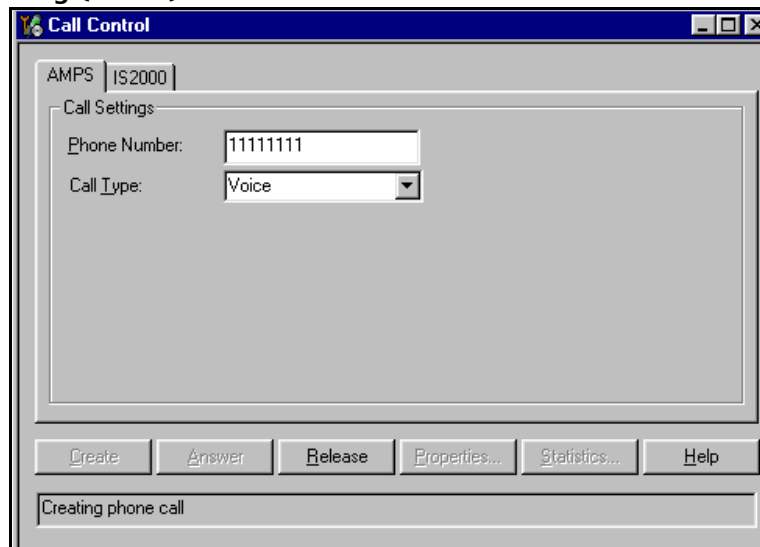 Call Control
AMPS IS2000
Call Settings
Phone Number: 11111111
Call Type: Voice
Create Answer Release Properties... Statistics... Help
Creating phone call